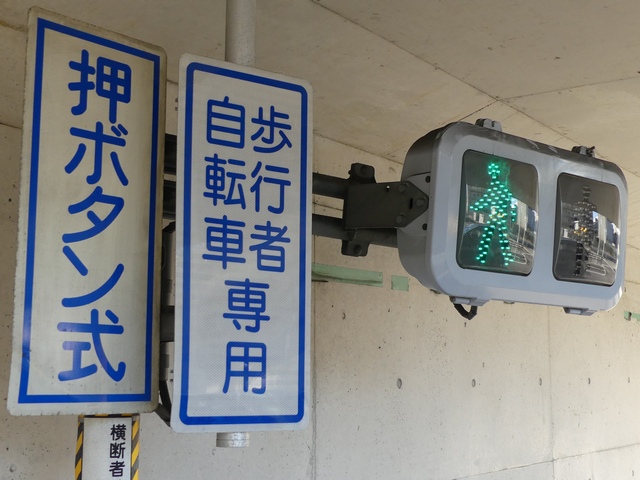 押ボタン式
歩行者
自転車
専用
横断者